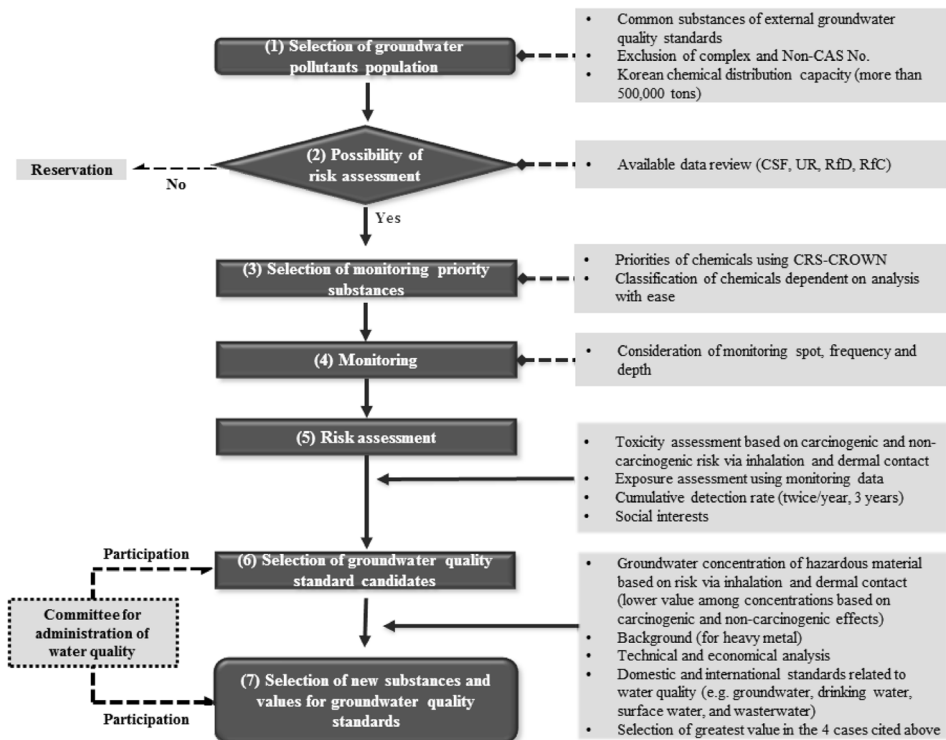 (1) Selection of groundwater
pollutants population
• Common substances of external groundwater
quality standards
• Exclusion of complex and Non-CAS No.
• Korean chemical distribution capacity (more than
500,000 tons)
(2) Possibility of
risk assessment
Reservation
No
Yes
• Available data review (CSF, UR, RfD, RfC)
(3) Selection of monitoring priority
substances
• Priorities of chemicals using CRS-CROWN
• Classification of chemicals dependent on analysis
with ease
(4) Monitoring
• Consideration of monitoring spot, frequency and
depth
(5) Risk assessment
• Toxicity assessment based on carcinogenic and non-
carcinogenic risk via inhalation and dermal contact
• Exposure assessment using monitoring data
• Cumulative detection rate (twice/year, 3 years)
• Social interests
Participation
(6) Selection of groundwater quality
standard candidates
Committee for
administration of
water quality
• Groundwater concentration of hazardous material
based on risk via inhalation and dermal contact
(lower value among concentrations based on
carcinogenic and non-carcinogenic effects)
• Background (for heavy metal)
• Technical and economical analysis
• Domestic and international standards related to
water quality (e.g. groundwater, drinking water,
surface water, and wasterwater)
• Selection of greatest value in the 4 cases cited above
(7) Selection of new substances and
values for groundwater quality
standards
Participation